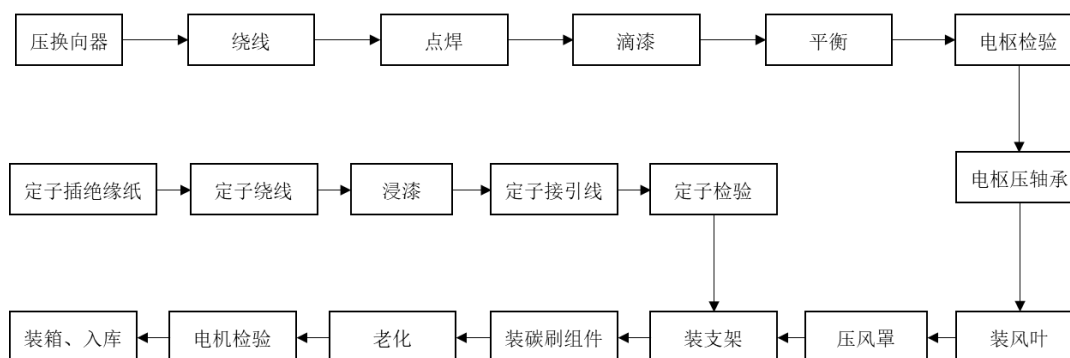 压换向器
绕线
点焊
滴漆
平衡
电枢检验
定子插绝缘纸
定子绕线
浸漆
定子接引线
定子检验
电枢压轴承
装箱、入库
电机检验
老化
装碳刷组件
装支架
压风罩
装风叶